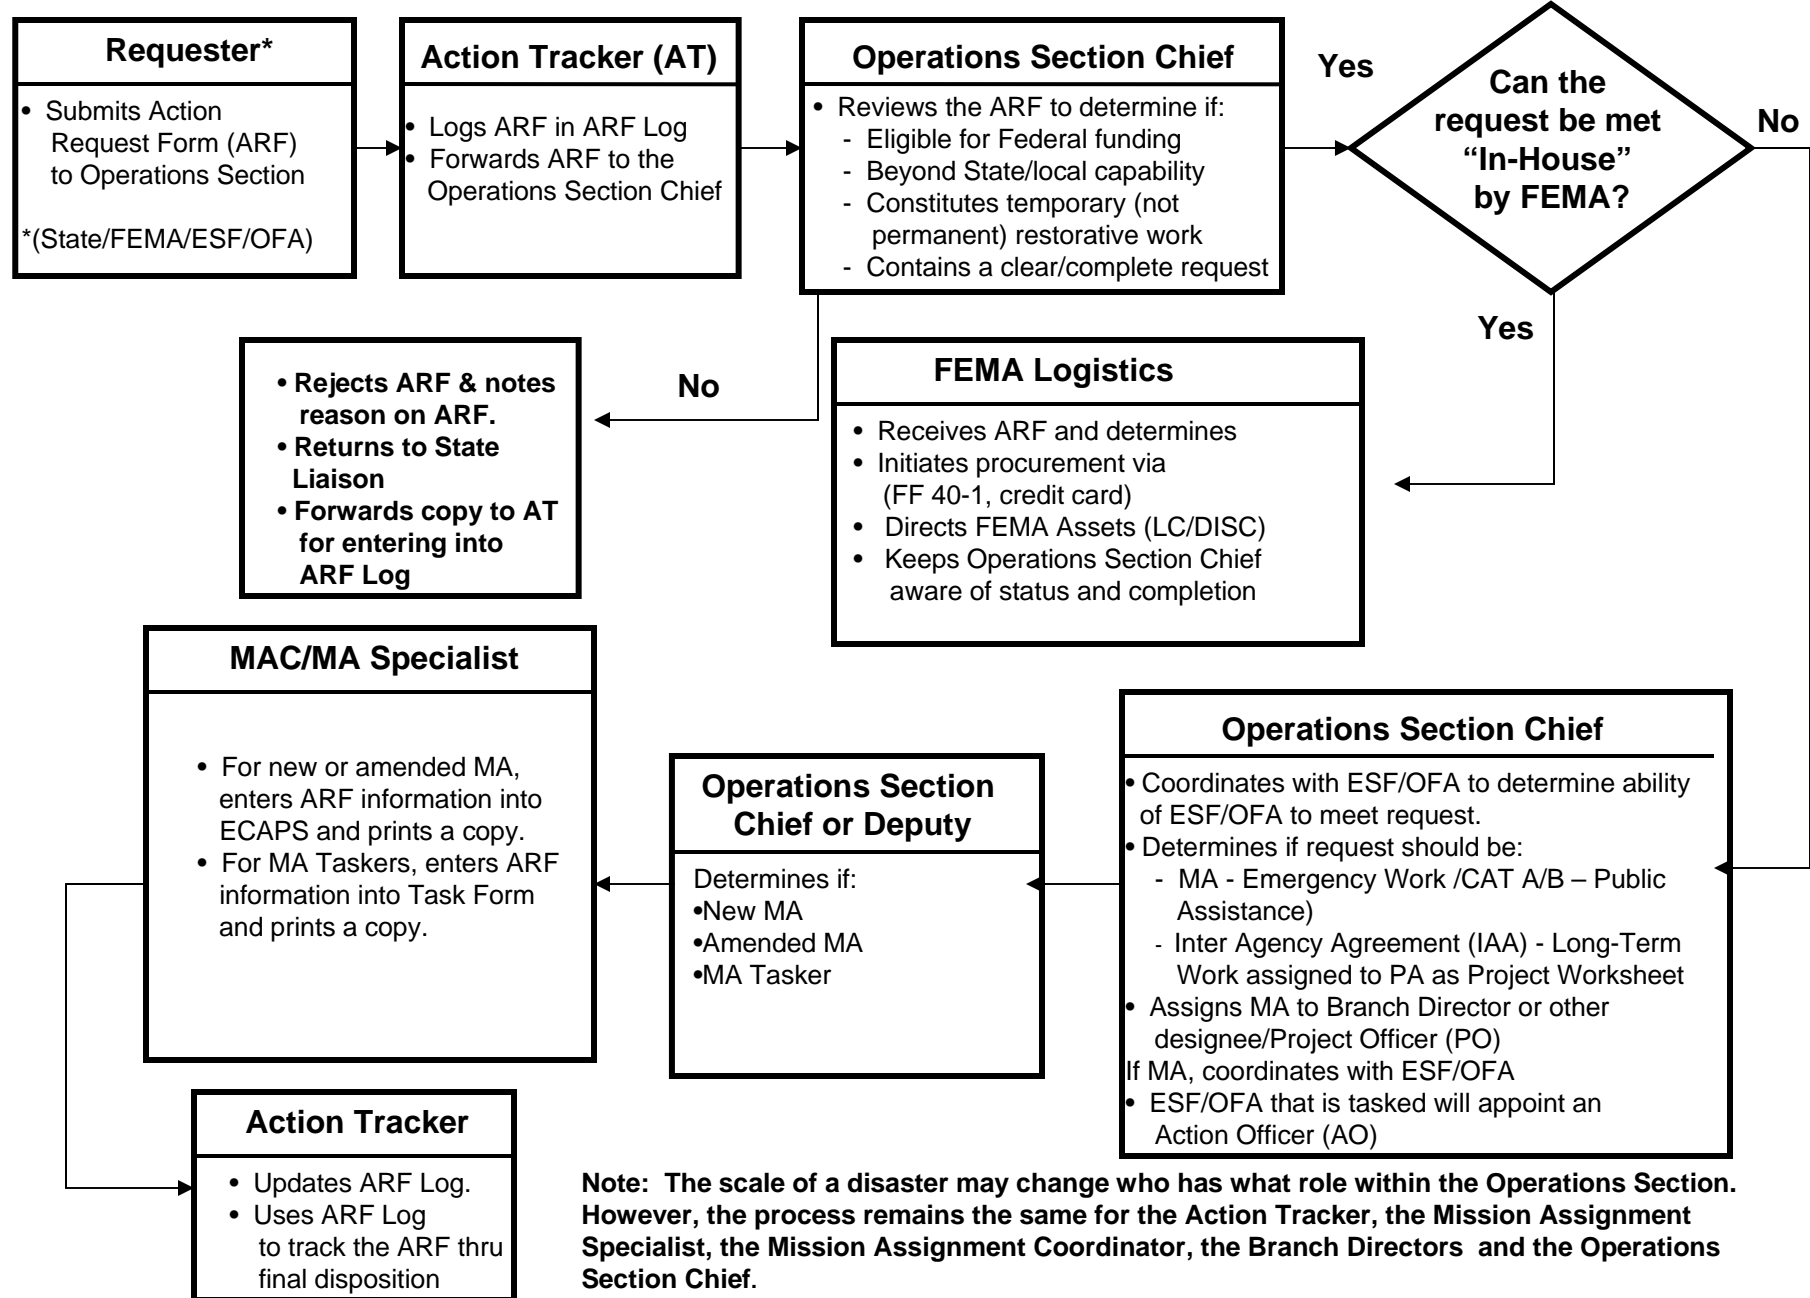 Requester*
• Submits Action
Request Form (ARF)
to Operations Section
*(State/FEMA/ESF/OFA)
Action Tracker (AT)
• Logs ARF in ARF Log
• Forwards ARF to the
Operations Section Chief
Operations Section Chief
• Reviews the ARF to determine if:
- Eligible for Federal funding
- Beyond State/local capability
- Constitutes temporary (not
permanent) restorative work
- Contains a clear/complete request
Yes
Can the
request be met
“In-House”
by FEMA?
No
Yes
No
• Rejects ARF & notes
reason on ARF.
• Returns to State
Liaison
• Forwards copy to AT
for entering into
ARF Log
FEMA Logistics
• Receives ARF and determines
• Initiates procurement via
(FF 40-1, credit card)
• Directs FEMA Assets (LC/DISC)
• Keeps Operations Section Chief
aware of status and completion
Operations Section Chief
• Coordinates with ESF/OFA to determine ability
of ESF/OFA to meet request.
• Determines if request should be:
- MA - Emergency Work /CAT A/B – Public
Assistance)
- Inter Agency Agreement (IAA) - Long-Term
Work assigned to PA as Project Worksheet
• Assigns MA to Branch Director or other
designee/Project Officer (PO)
If MA, coordinates with ESF/OFA
• ESF/OFA that is tasked will appoint an
Action Officer (AO)
Operations Section
Chief or Deputy
Determines if:
•New MA
•Amended MA
•MA Tasker
MAC/MA Specialist
• For new or amended MA,
enters ARF information into
ECAPS and prints a copy.
• For MA Taskers, enters ARF
information into Task Form
and prints a copy.
Action Tracker
• Updates ARF Log.
• Uses ARF Log
to track the ARF thru
final disposition
Note: The scale of a disaster may change who has what role within the Operations Section.
However, the process remains the same for the Action Tracker, the Mission Assignment
Specialist, the Mission Assignment Coordinator, the Branch Directors and the Operations
Section Chief.